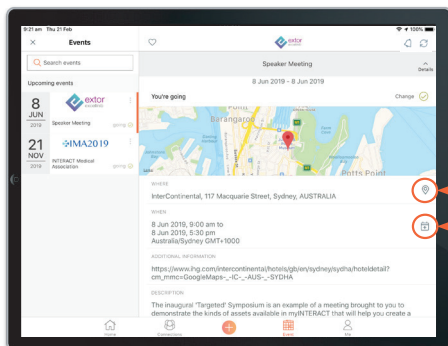 9:21 am Thu 21 Feb
100%
Events
extor
Search events
Speaker Meeting
Details
Upcoming events
8 Jun 2019 - 8 Jun 2019
8
JUN
2019
extor
Speaker Meeting
going
21
NOV
2019
IMA2019
INTERACT Medical
Association
going
You're going
Change
Barangaroo
Potts Point
WHERE
InterContinental, 117 Macquarie Street, Sydney, AUSTRALIA
WHEN
8 Jun 2019, 9:00 am to
8 Jun 2019, 5:30 pm
Australia/Sydney GMT+1000
ADDITIONAL INFORMATION
https://www.ihg.com/intercontinental/hotels/gb/en/sydney/sydha/hoteldetail?
cm_mmc=GoogleMaps-_-IC-_-AUS-_-SYDHA
DESCRIPTION
The inaugural 'Targeted' Symposium is an example of a meeting brought to you to
demonstrate the kinds of assets available in myINTERACT that will help you create a
Home
Connections
Event
Me